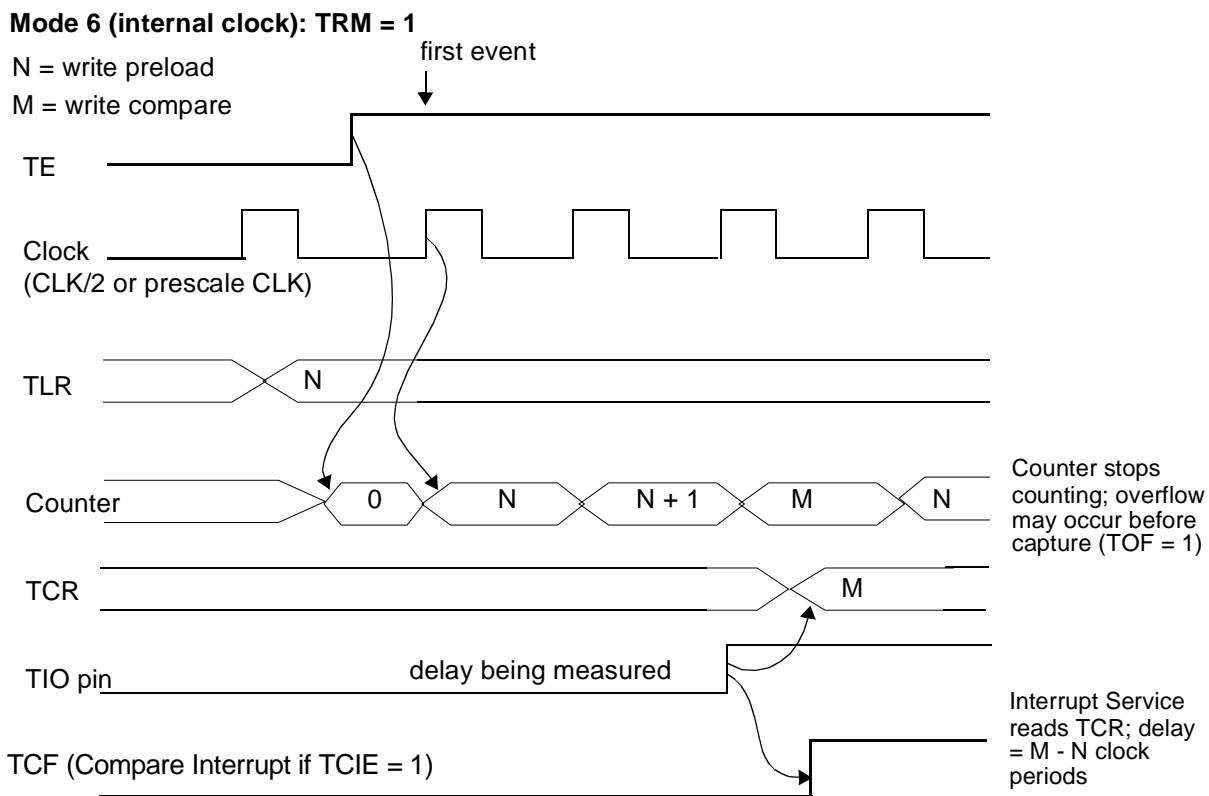 Mode 6 (internal clock): TRM = 1
first event
N = write preload
M = write compare
TE
Clock
(CLK/2 or prescale CLK)
TLR
N
Counter
0
N
N + 1
M
N
Counter stops
counting; overflow
may occur before
capture (TOF = 1)
TCR
M
TIO pin
delay being measured
Interrupt Service
reads TCR; delay
= M - N clock
periods
TCF (Compare Interrupt if TCIE = 1)